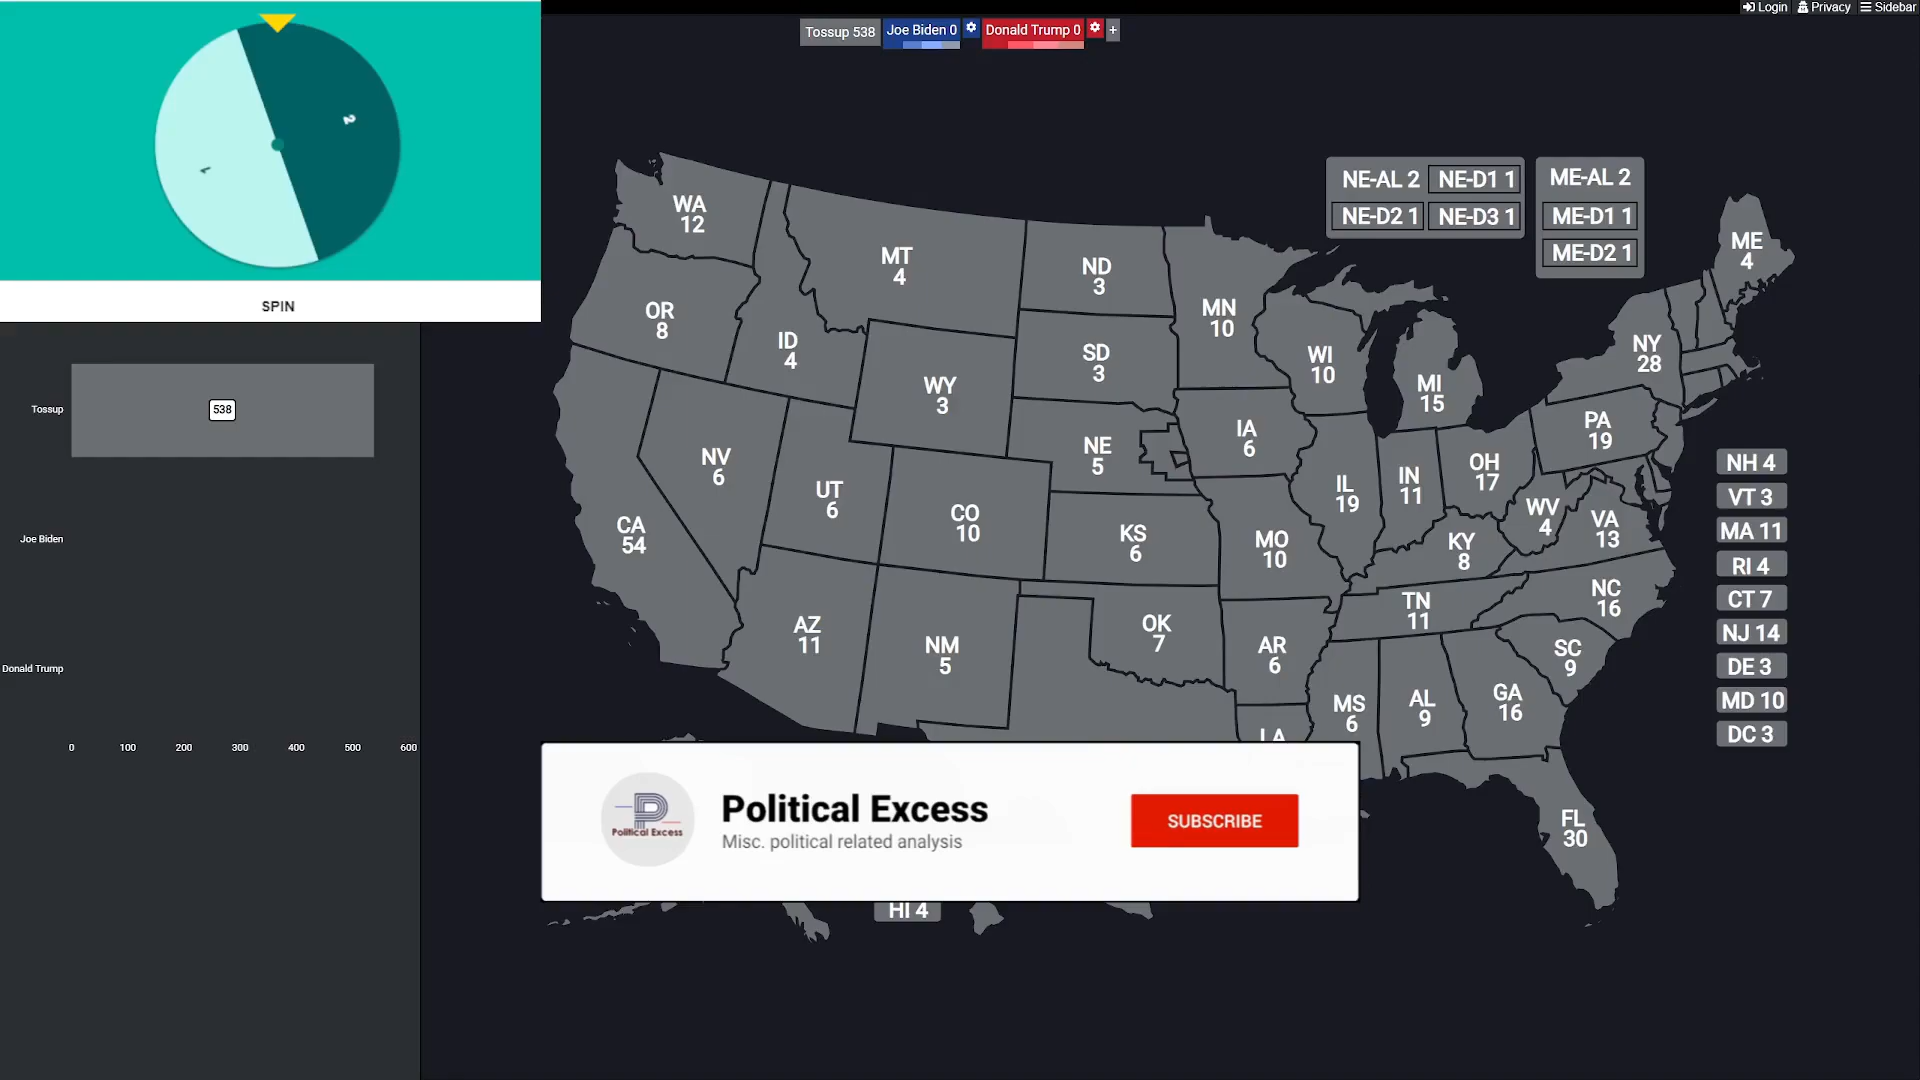 Login Privacy Sidebar
Tossup 538 Joe Biden 0 Donald Trump 0 +
2
1
SPIN
Tossup
538
Joe Biden
Donald Trump
0 100 200 300 400 500 600
WA
12
OR
8
CA
54
ID
4
NV
6
MT
4
WY
3
UT
6
AZ
11
CO
10
NM
5
ND
3
SD
3
NE
5
KS
6
OK
7
MN
10
IA
6
MO
10
AR
6
LA
WI
10
IL
19
MI
15
IN
11
OH
17
KY
8
TN
11
MS
6
AL
9
GA
16
FL
30
SC
9
NC
16
VA
13
WV
4
PA
19
NY
28
ME
4
NE-AL 2 NE-D1 1
NE-D2 1 NE-D3 1
ME-AL 2
ME-D1 1
ME-D2 1
NH 4
VT 3
MA 11
RI 4
CT 7
NJ 14
DE 3
MD 10
DC 3
HI 4
P
Political Excess
Political Excess
Misc. political related analysis
SUBSCRIBE